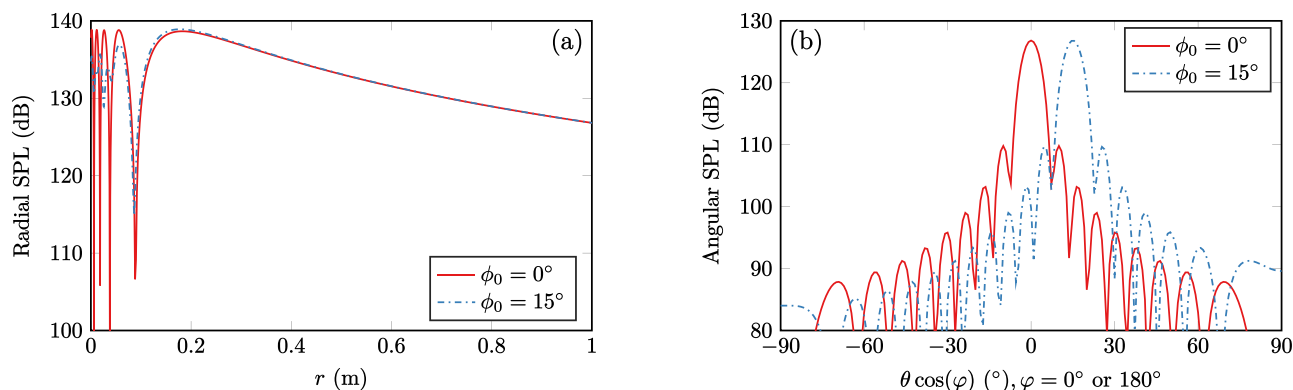 140
130
120
110
100
Radial SPL (dB)
(a)
ϕ₀ = 0°
ϕ₀ = 15°
0
0.2
0.4
0.6
0.8
1
r (m)
130
120
110
100
90
80
Angular SPL (dB)
(b)
ϕ₀ = 0°
ϕ₀ = 15°
−90
−60
−30
0
30
60
90
θ cos(φ) (°), φ = 0° or 180°